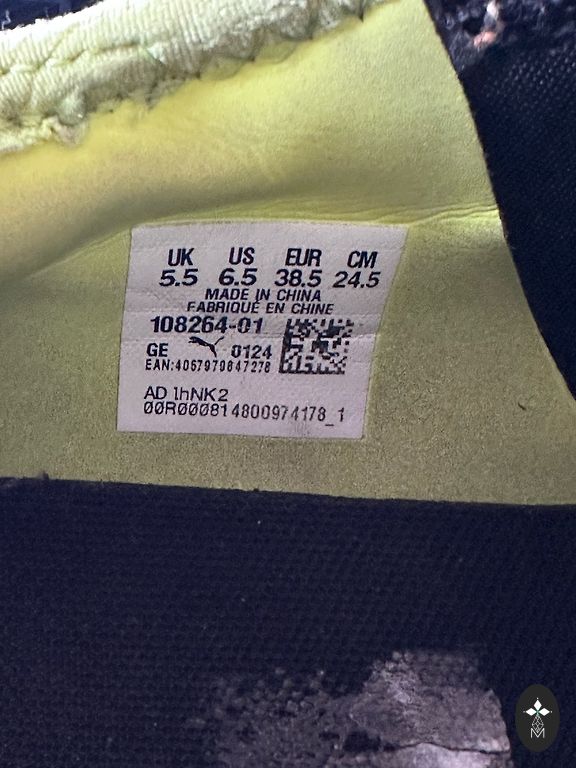 UK US EUR CM
5.5 6.5 38.5 24.5
MADE IN CHINA
FABRIQUÉ EN CHINE
108264-01
GE 0124
EAN:4067979847278
AD 1hNK2
00R000814800974178_1
M